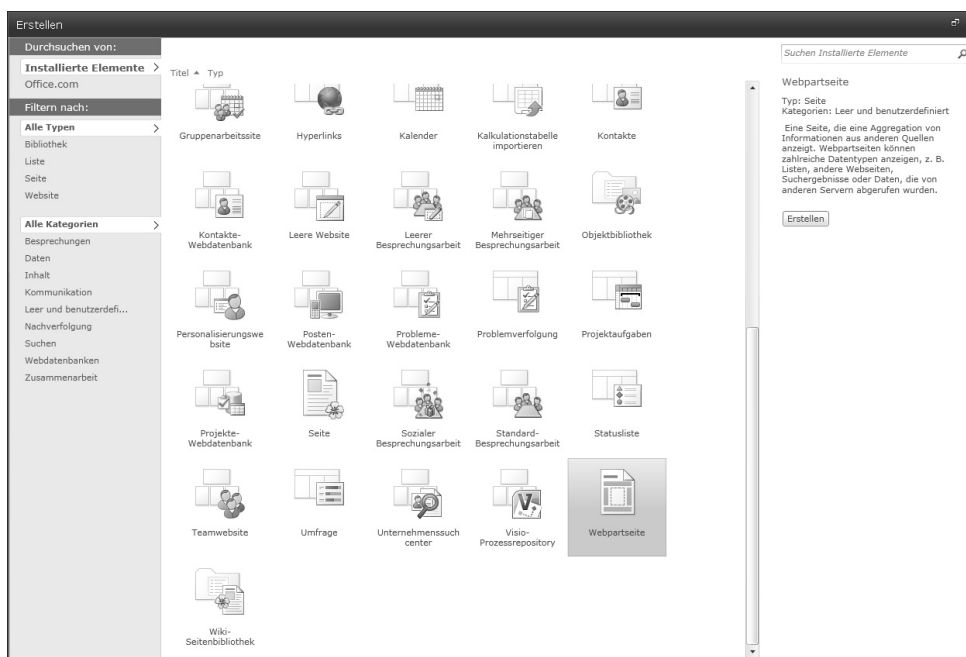 Erstellen
Durchsuchen von:
Installierte Elemente
Office.com
Filtern nach:
Alle Typen
Bibliothek
Liste
Seite
Website
Alle Kategorien
Besprechungen
Daten
Inhalt
Kommunikation
Leer und benutzerdefi...
Nachverfolgung
Suchen
Webdatenbanken
Zusammenarbeit
Titel Typ
Gruppenarbeitssite
Hyperlinks
Kalender
Kalkulationstabelle
importieren
Kontakte
Kontakte-
Webdatenbank
Leere Website
Leerer
Besprechungsarbeit
Mehrseitiger
Besprechungsarbeit
Objektbibliothek
Personalisierungswe
bsite
Posten-
Webdatenbank
Probleme-
Webdatenbank
Problemverfolgung
Projektaufgaben
Projekte-
Webdatenbank
Seite
Sozialer
Besprechungsarbeit
Standard-
Besprechungsarbeit
Statusliste
Teamwebsite
Umfrage
Unternehmenssuch
center
Visio-
Prozessrepository
Webpartseite
Wiki-
Seitenbibliothek
Suchen Installierte Elemente
Webpartseite
Typ: Seite
Kategorien: Leer und benutzerdefiniert
Eine Seite, die eine Aggregation von
Informationen aus anderen Quellen
anzeigt. Webpartseiten können
zahlreiche Datentypen anzeigen, z. B.
Listen, andere Webseiten,
Suchergebnisse oder Daten, die von
anderen Servern abgerufen wurden.
Erstellen